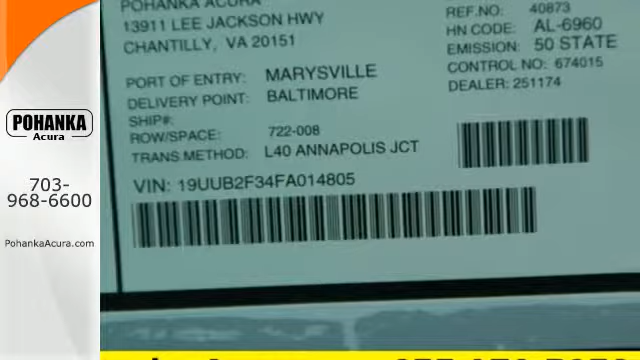 POHANKA ACURA
13911 LEE JACKSON HWY
CHANTILLY, VA 20151
REF.NO: 40873
HN CODE: AL-6960
EMISSION: 50 STATE
CONTROL NO: 674015
DEALER: 251174
PORT OF ENTRY: MARYSVILLE
DELIVERY POINT: BALTIMORE
SHIP#:
ROW/SPACE: 722-008
TRANS METHOD: L40 ANNAPOLIS JCT
VIN: 19UUB2F34FA014805
POHANKA
Acura
703-
968-6600
PohankaAcura.com